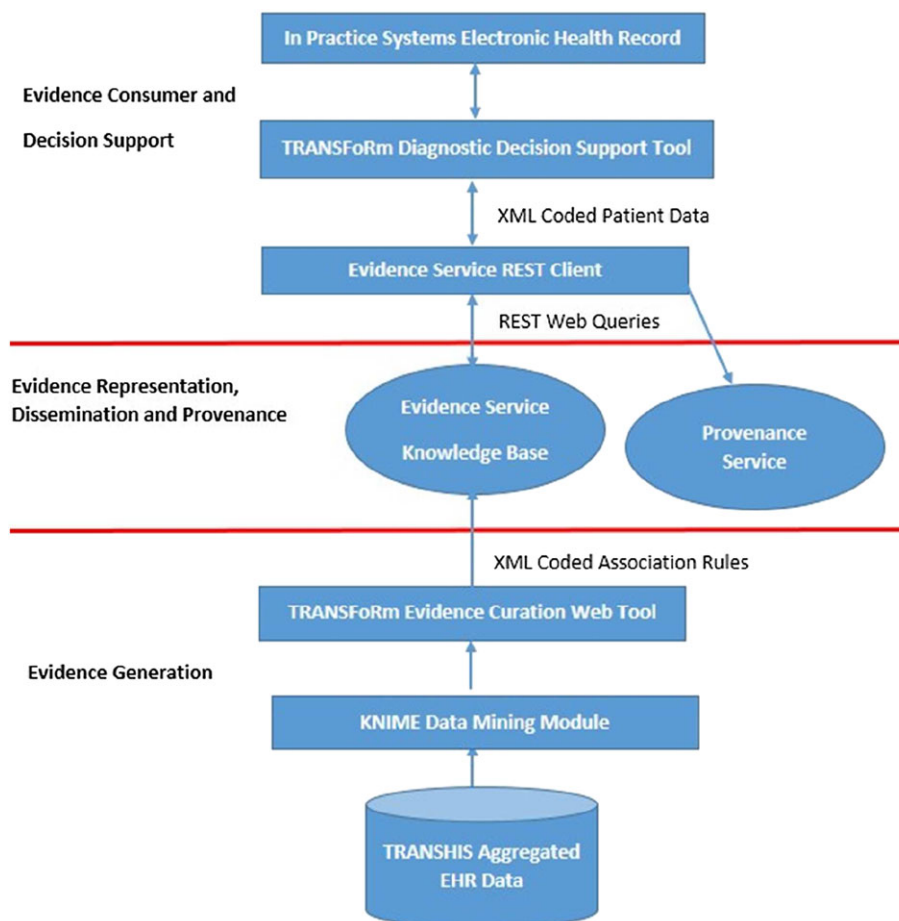 In Practice Systems Electronic Health Record
Evidence Consumer and
Decision Support
TRANSFoRm Diagnostic Decision Support Tool
XML Coded Patient Data
Evidence Service REST Client
REST Web Queries
Evidence Representation,
Dissemination and Provenance
Evidence Service
Knowledge Base
Provenance
Service
XML Coded Association Rules
TRANSFoRm Evidence Curation Web Tool
Evidence Generation
KNIME Data Mining Module
TRANSHIS Aggregated
EHR Data